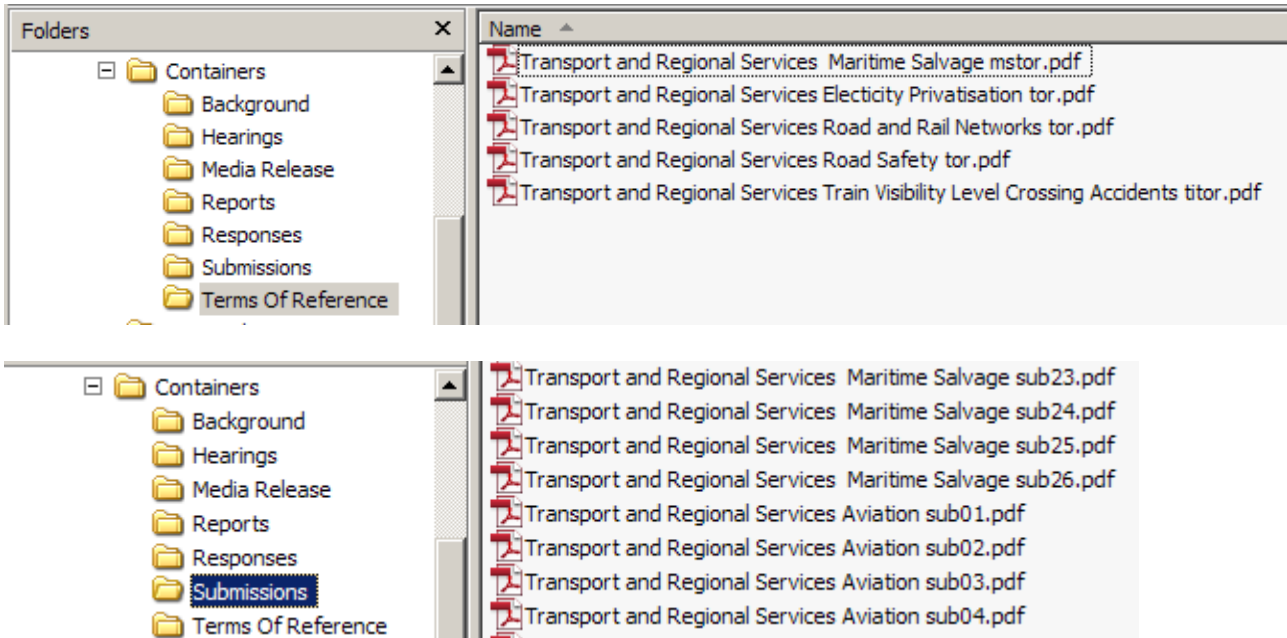 Folders
Containers
Background
Hearings
Media Release
Reports
Responses
Submissions
Terms Of Reference
Name
Transport and Regional Services  Maritime Salvage mstor.pdf
Transport and Regional Services Electicity Privatisation tor.pdf
Transport and Regional Services Road and Rail Networks tor.pdf
Transport and Regional Services Road Safety tor.pdf
Transport and Regional Services Train Visibility Level Crossing Accidents titor.pdf
Containers
Background
Hearings
Media Release
Reports
Responses
Submissions
Terms Of Reference
Transport and Regional Services  Maritime Salvage sub23.pdf
Transport and Regional Services  Maritime Salvage sub24.pdf
Transport and Regional Services  Maritime Salvage sub25.pdf
Transport and Regional Services  Maritime Salvage sub26.pdf
Transport and Regional Services Aviation sub01.pdf
Transport and Regional Services Aviation sub02.pdf
Transport and Regional Services Aviation sub03.pdf
Transport and Regional Services Aviation sub04.pdf